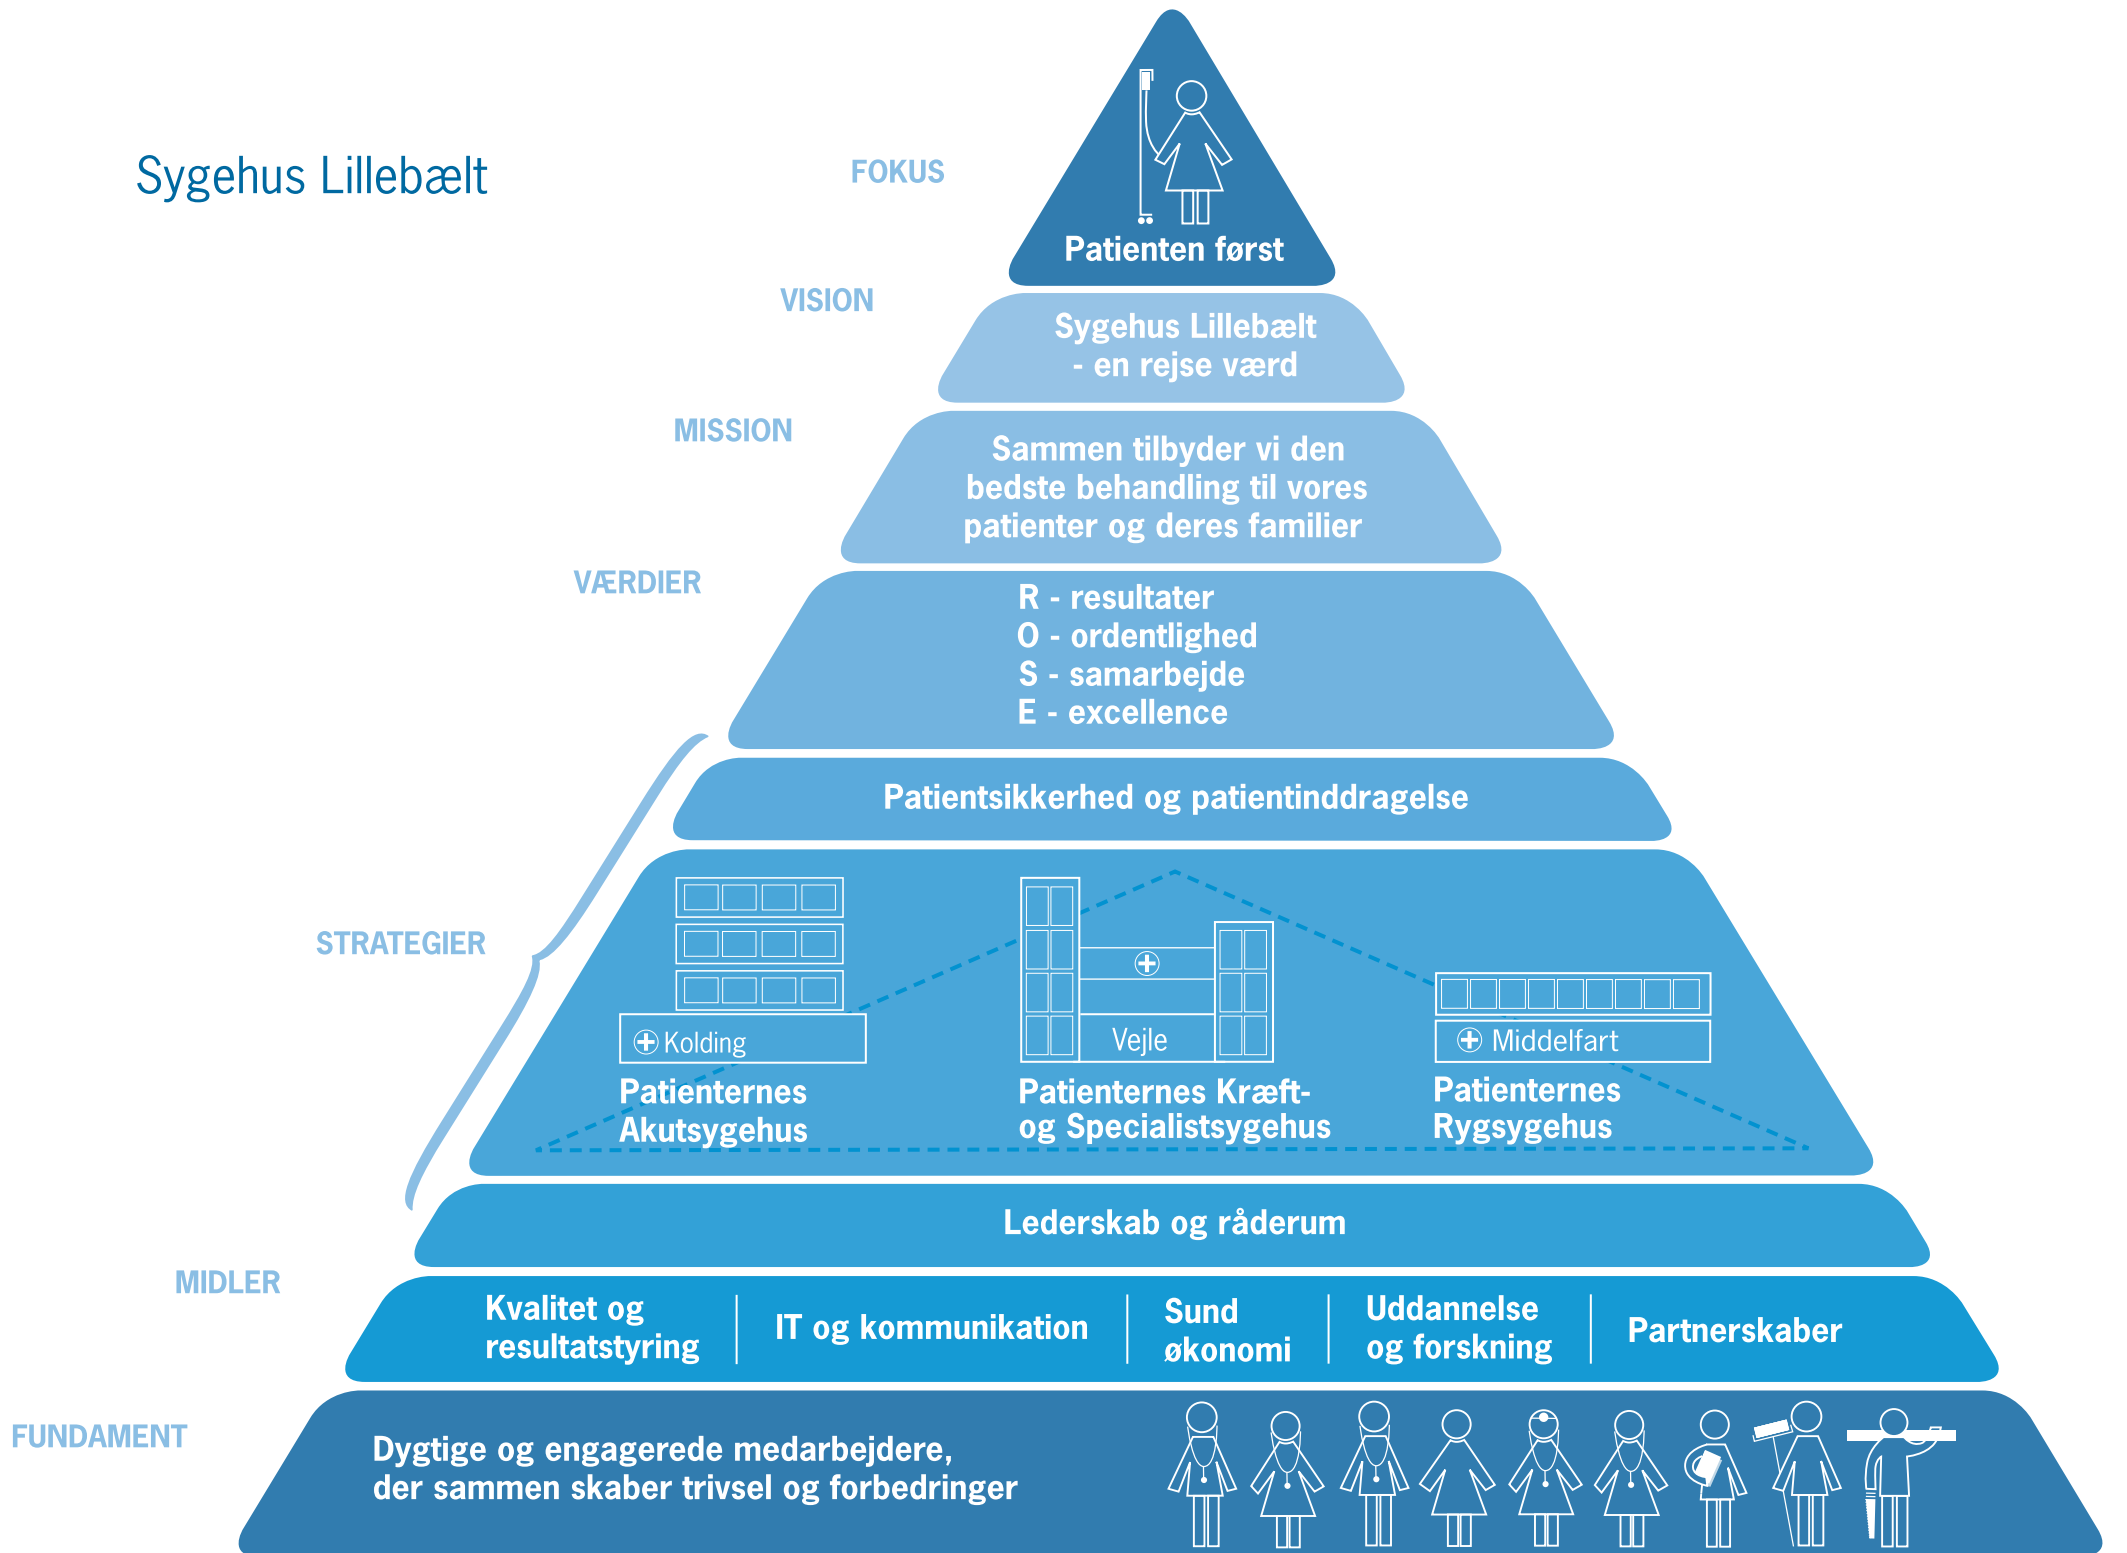 Sygehus Lillebælt
FOKUS
Patienten først
VISION
Sygehus Lillebælt
- en rejse værd
MISSION
Sammen tilbyder vi den
bedste behandling til vores
patienter og deres familier
VÆRDIER
R - resultater
O - ordentlighed
S - samarbejde
E - excellence
STRATEGIER
Patientsikkerhed og patientinddragelse
Kolding
Patienternes
Akutsygehus
Vejle
Patienternes Kræft-
og Specialistsygehus
Middelfart
Patienternes
Rygsygehus
Lederskab og råderum
MIDLER
Kvalitet og
resultatstyring
IT og kommunikation
Sund
økonomi
Uddannelse
og forskning
Partnerskaber
FUNDAMENT
Dygtige og engagerede medarbejdere,
der sammen skaber trivsel og forbedringer